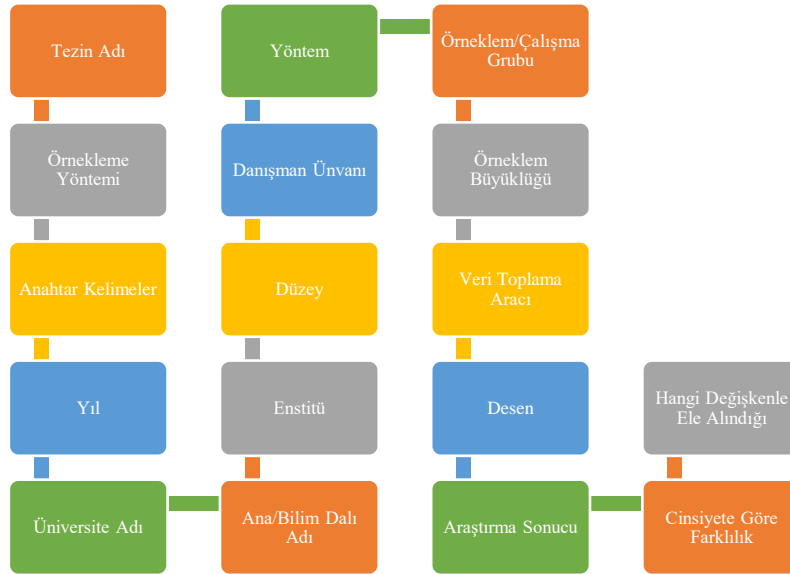 Tezin Adı
Örnekleme
Yöntemi
Anahtar Kelimeler
Yıl
Üniversite Adı
Ana/Bilim Dalı
Adı
Enstitü
Düzey
Danışman Ünvanı
Yöntem
Örneklem/Çalışma
Grubu
Örneklem
Büyüklüğü
Veri Toplama
Aracı
Desen
Araştırma Sonucu
Cinsiyete Göre
Farklılık
Hangi Değişkenle
Ele Alındığı